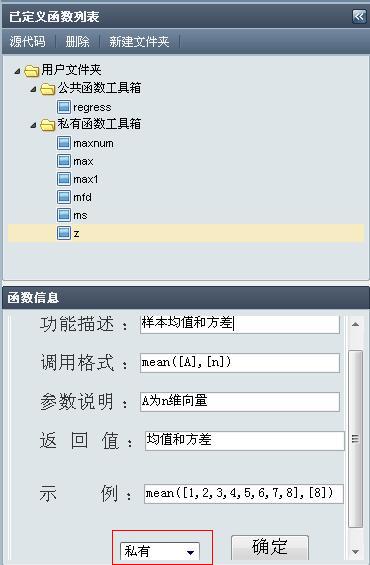 已定义函数列表
源代码 删除 新建文件夹
用户文件夹
公共函数工具箱
regress
私有函数工具箱
maxnum
max
max1
mfd
ms
z
函数信息
功能描述： 样本均值和方差
调用格式： mean([A],[n])
参数说明： A为n维向量
返 回 值： 均值和方差
示 例： mean([1,2,3,4,5,6,7,8],[8])
私有 确定